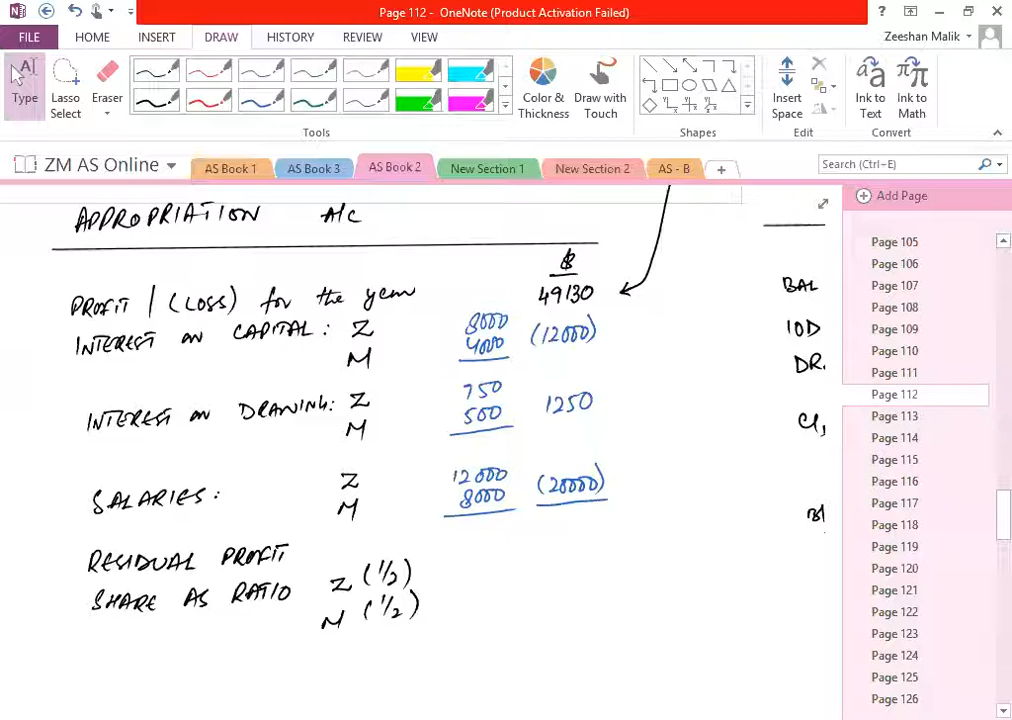 Page 112 - OneNote (Product Activation Failed)
FILE HOME INSERT DRAW HISTORY REVIEW VIEW Zeeshan Malik
Type Lasso Select Eraser Color & Thickness Draw with Touch Insert Space Ink to Text Ink to Math
Tools Shapes Edit Convert
ZM AS Online AS Book 1 AS Book 3 AS Book 2 New Section 1 New Section 2 AS - B Search (Ctrl+E)
Add Page
Page 105
Page 106
Page 107
Page 108
Page 109
Page 110
Page 111
Page 112
Page 113
Page 114
Page 115
Page 116
Page 117
Page 118
Page 119
Page 120
Page 121
Page 122
Page 123
Page 124
Page 125
Page 126
APPROPRIATION A/C
$
PROFIT / (LOSS) for the year 49130
INTEREST ON CAPITAL: Z 8000 (12000)
M 4000
INTEREST ON DRAWING: Z 750 1250
M 500
SALARIES: Z 12000 (20000)
M 8000
RESIDUAL PROFIT
SHARE AS RATIO Z (1/2)
M (1/2)
BAL
IOD
DR.